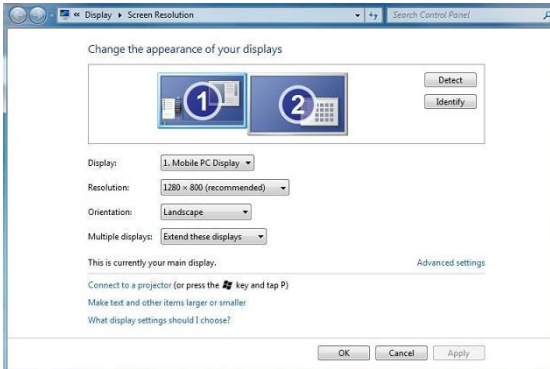 « Display ▸ Screen Resolution
Search Control Panel
Change the appearance of your displays
1
2
Detect
Identify
Display: 1. Mobile PC Display
Resolution: 1280 × 800 (recommended)
Orientation: Landscape
Multiple displays: Extend these displays
This is currently your main display. Advanced settings
Connect to a projector (or press the key and tap P)
Make text and other items larger or smaller
What display settings should I choose?
OK Cancel Apply